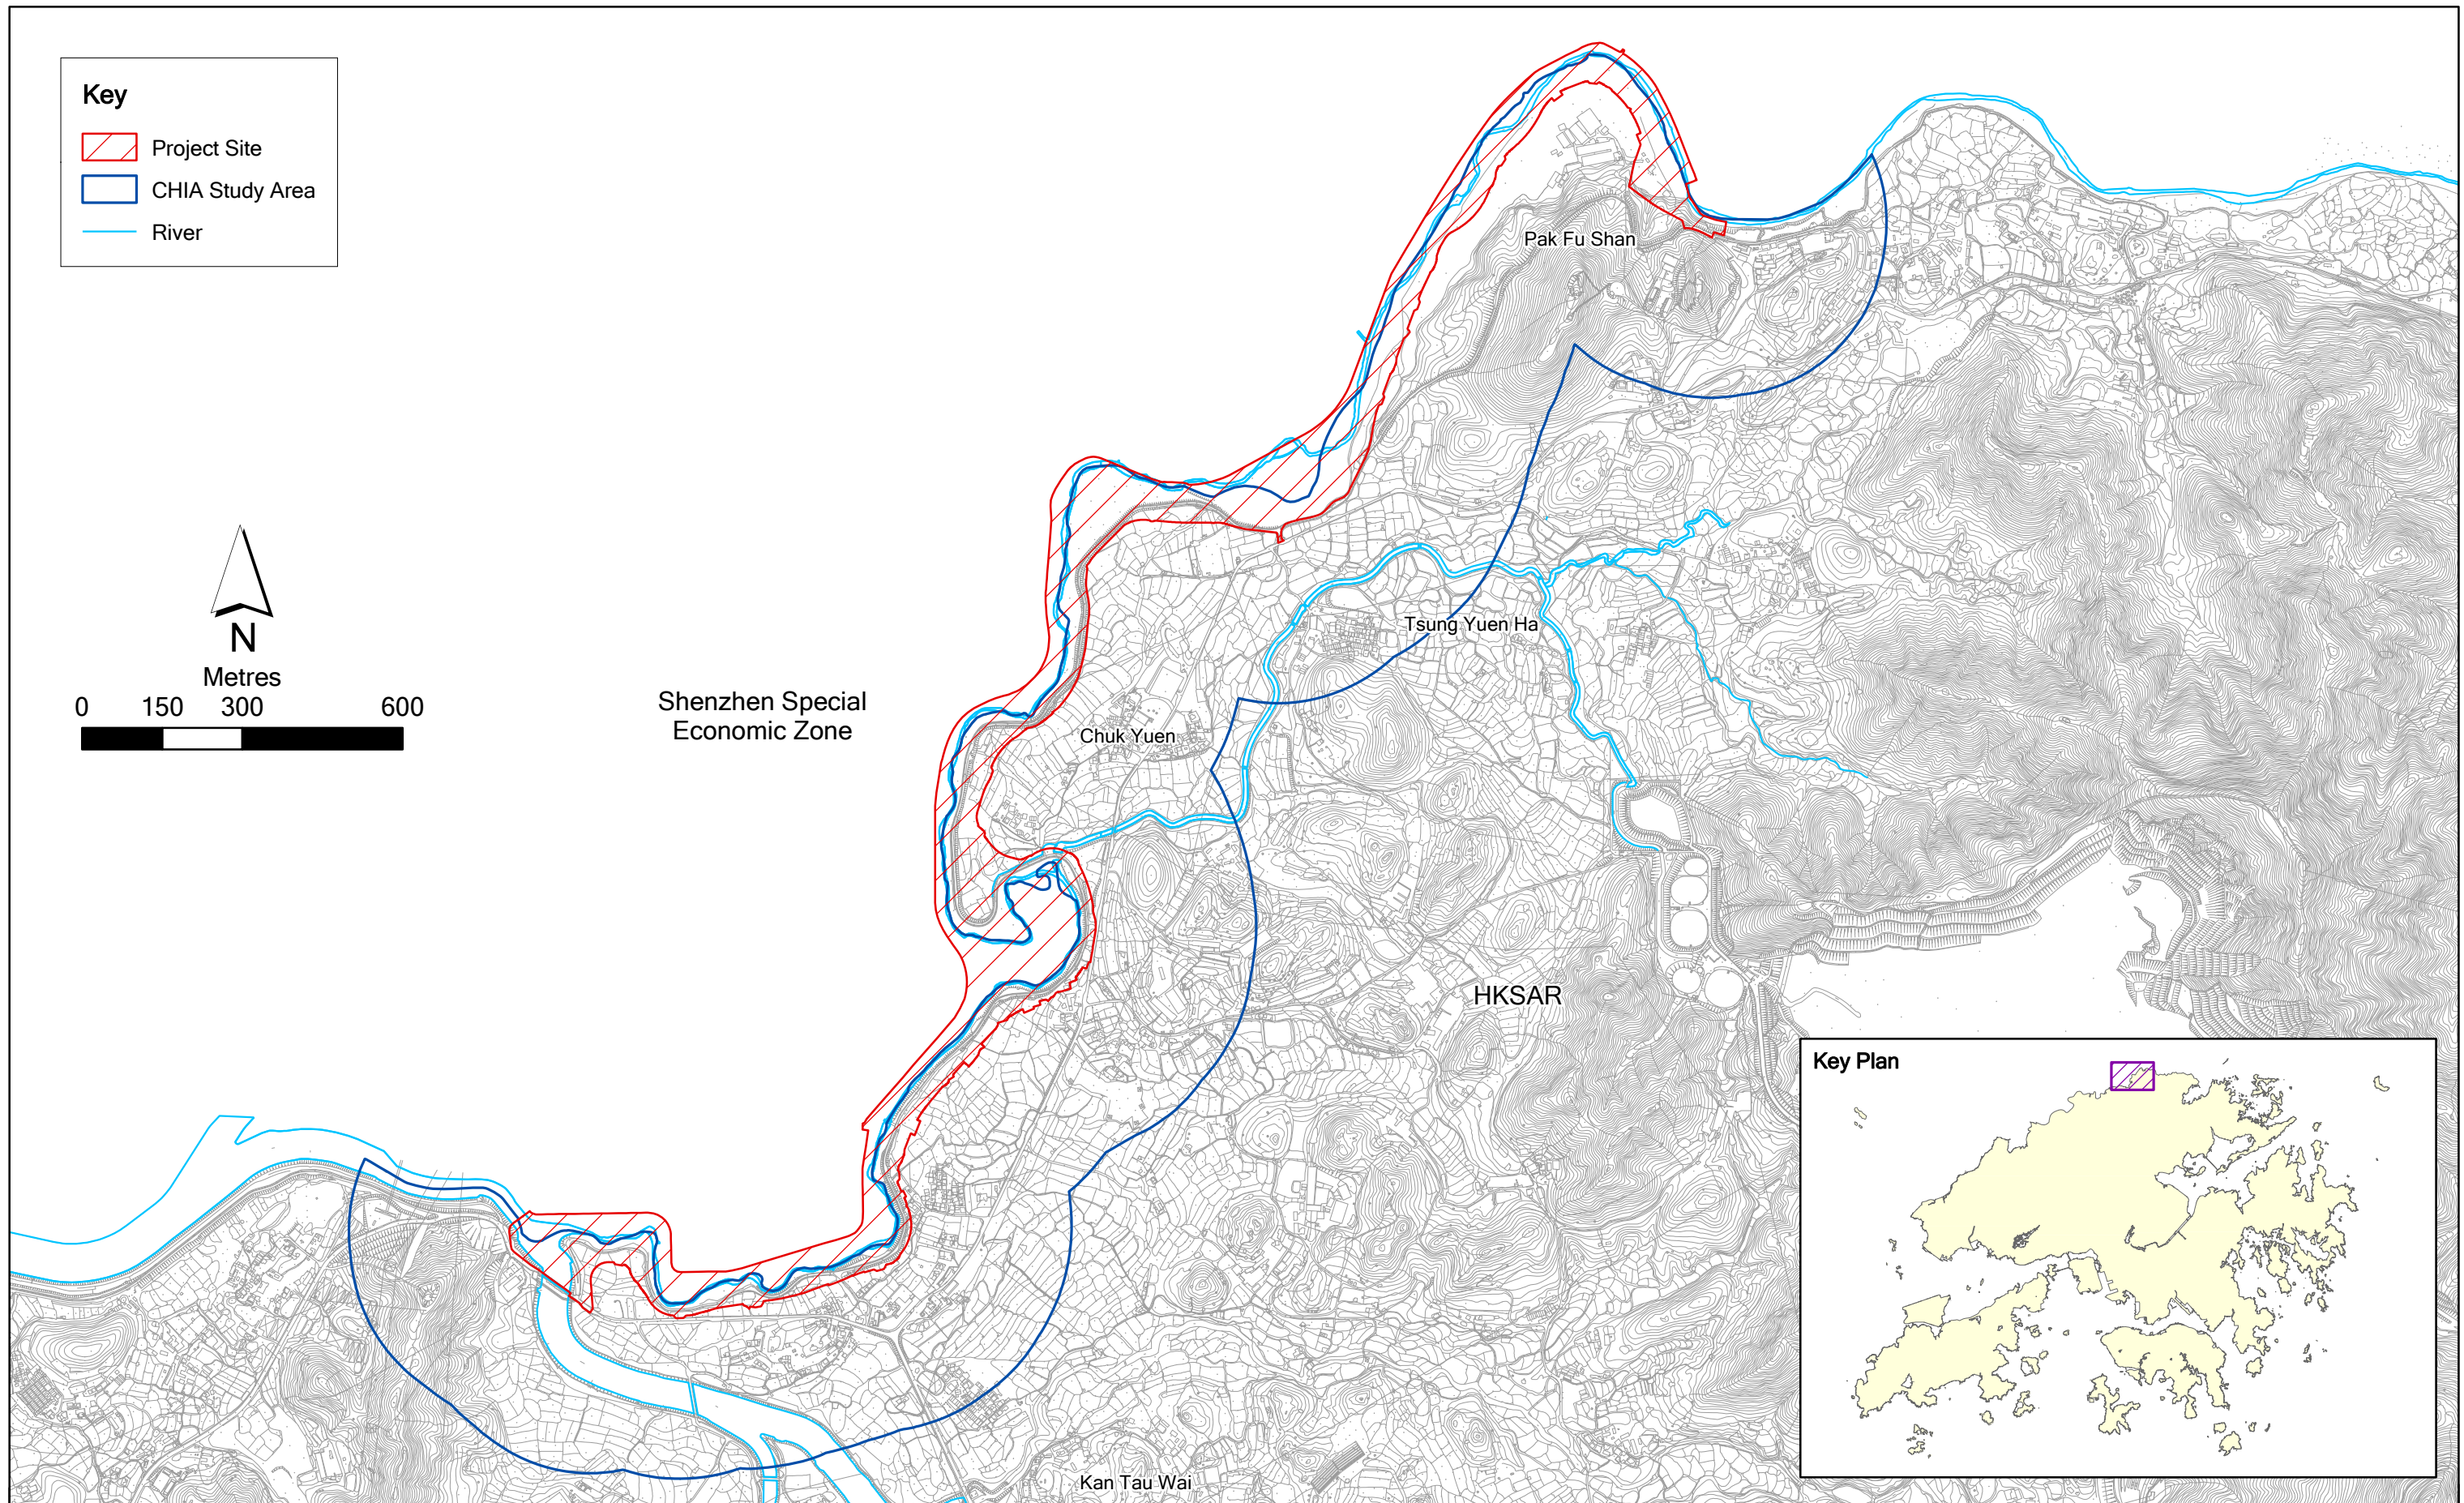 Key
Project Site
CHIA Study Area
River
Pak Fu Shan
N
Metres
0 150 300 600
Shenzhen Special
Economic Zone
Tsung Yuen Ha
Chuk Yuen
HKSAR
Key Plan
Kan Tau Wai